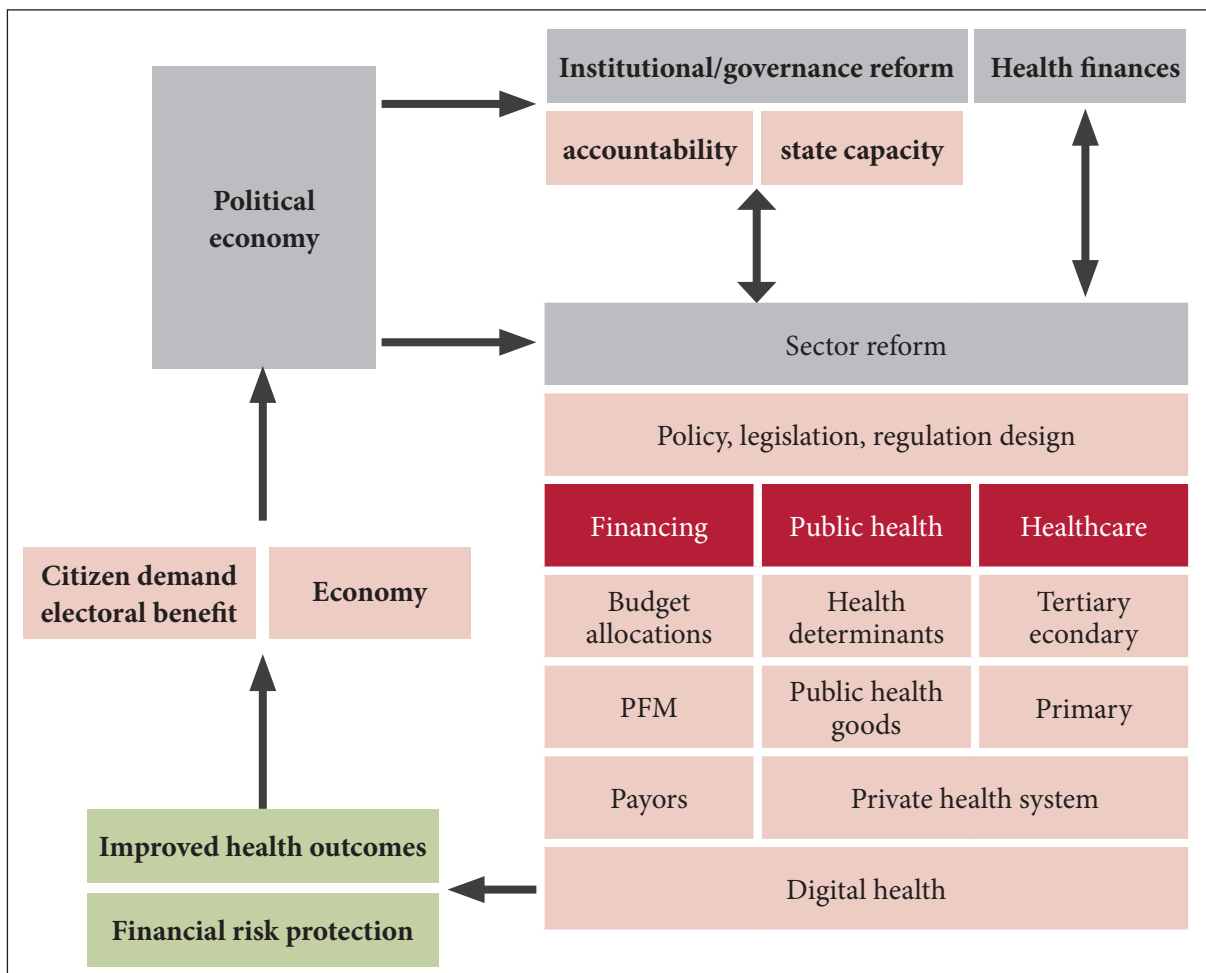 Institutional/governance reform
Health finances
accountability
state capacity
Political
economy
Sector reform
Policy, legislation, regulation design
Financing
Public health
Healthcare
Citizen demand
electoral benefit
Economy
Budget
allocations
Health
determinants
Tertiary
econdary
PFM
Public health
goods
Primary
Payors
Private health system
Improved health outcomes
Financial risk protection
Digital health